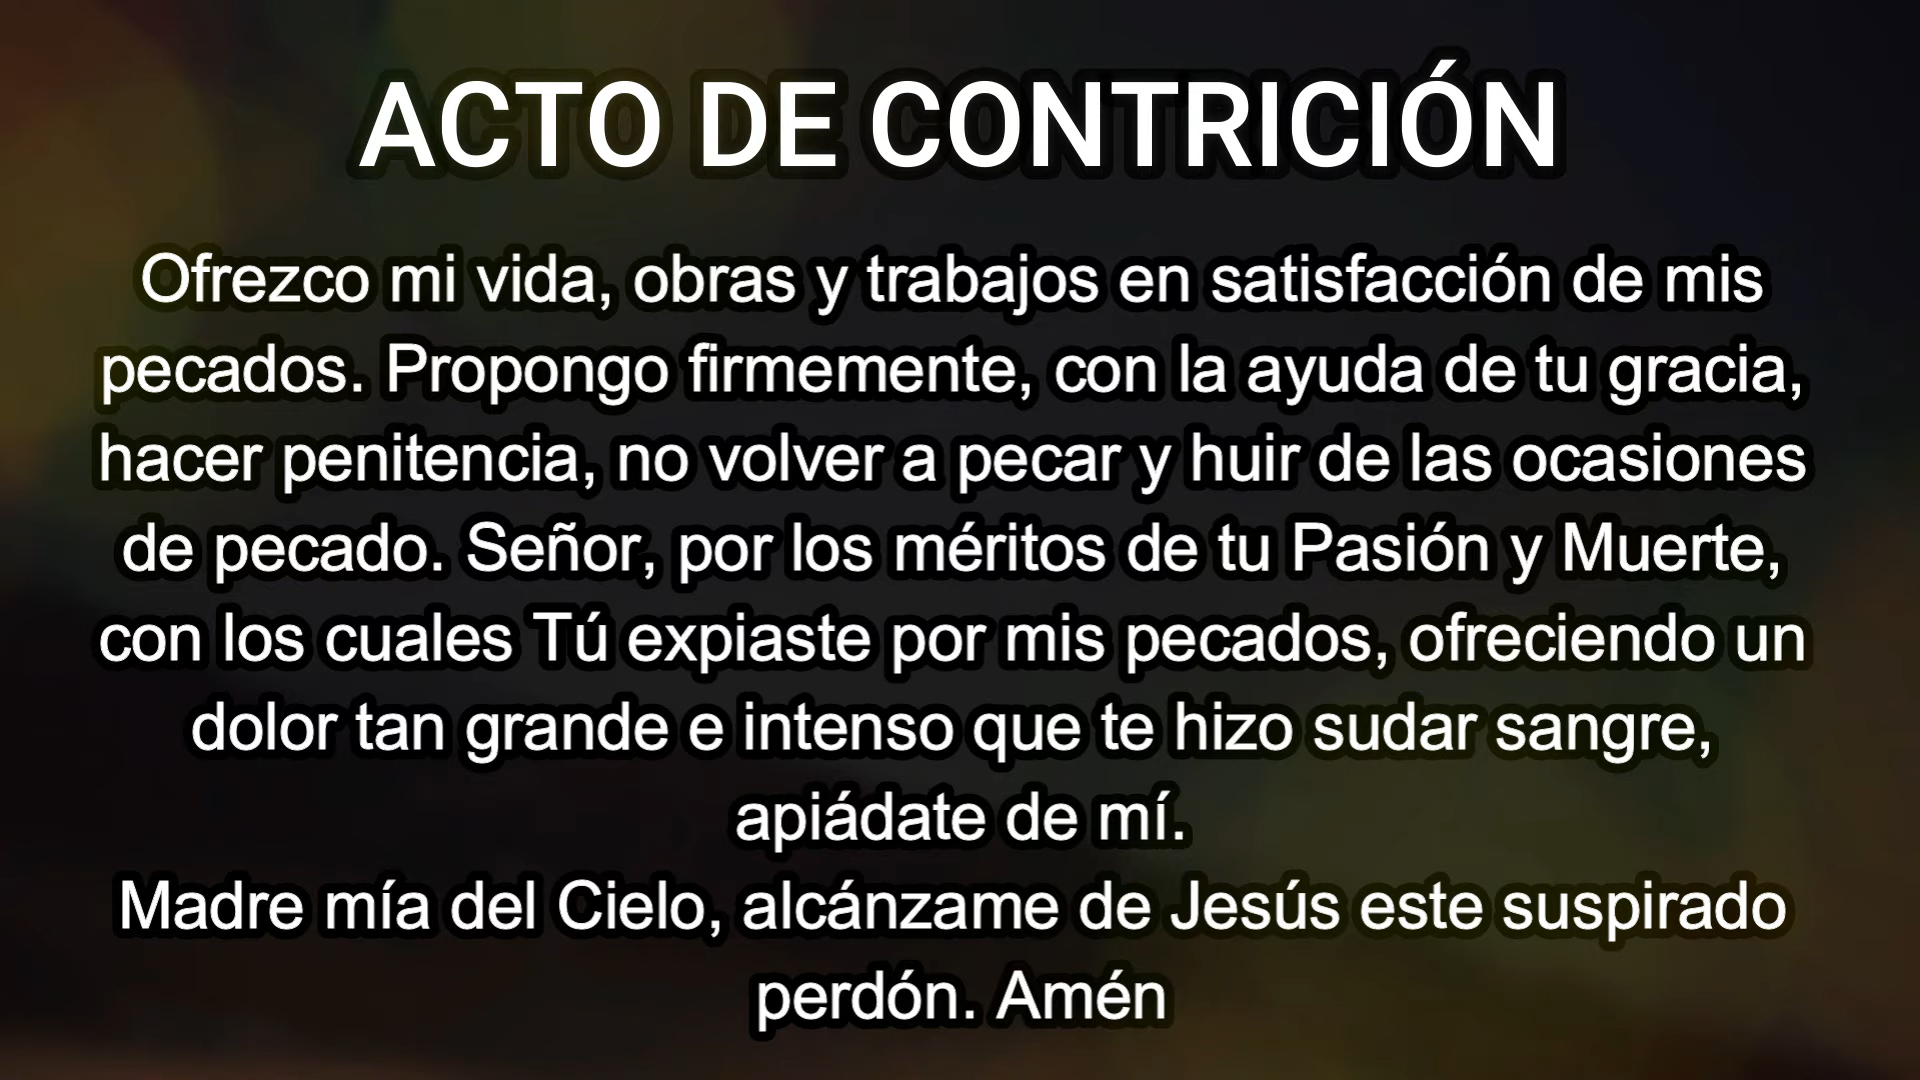 ACTO DE CONTRICIÓN
Ofrezco mi vida, obras y trabajos en satisfacción de mis
pecados. Propongo firmemente, con la ayuda de tu gracia,
hacer penitencia, no volver a pecar y huir de las ocasiones
de pecado. Señor, por los méritos de tu Pasión y Muerte,
con los cuales Tú expiaste por mis pecados, ofreciendo un
dolor tan grande e intenso que te hizo sudar sangre,
apiádate de mí.
Madre mía del Cielo, alcánzame de Jesús este suspirado
perdón. Amén